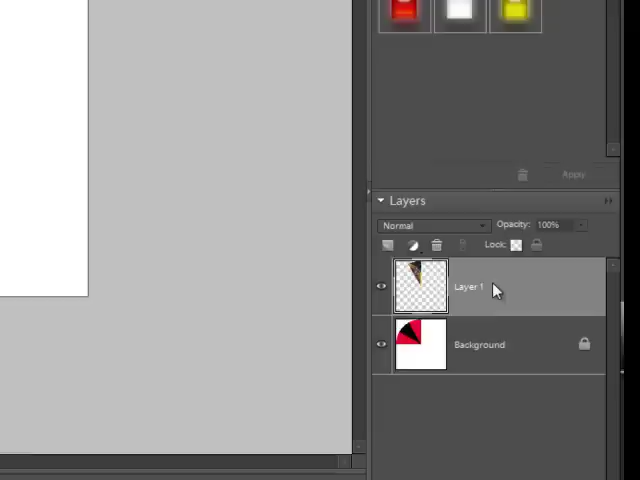 Apply
Layers
Normal Opacity: 100%
Lock:
Layer 1
Background